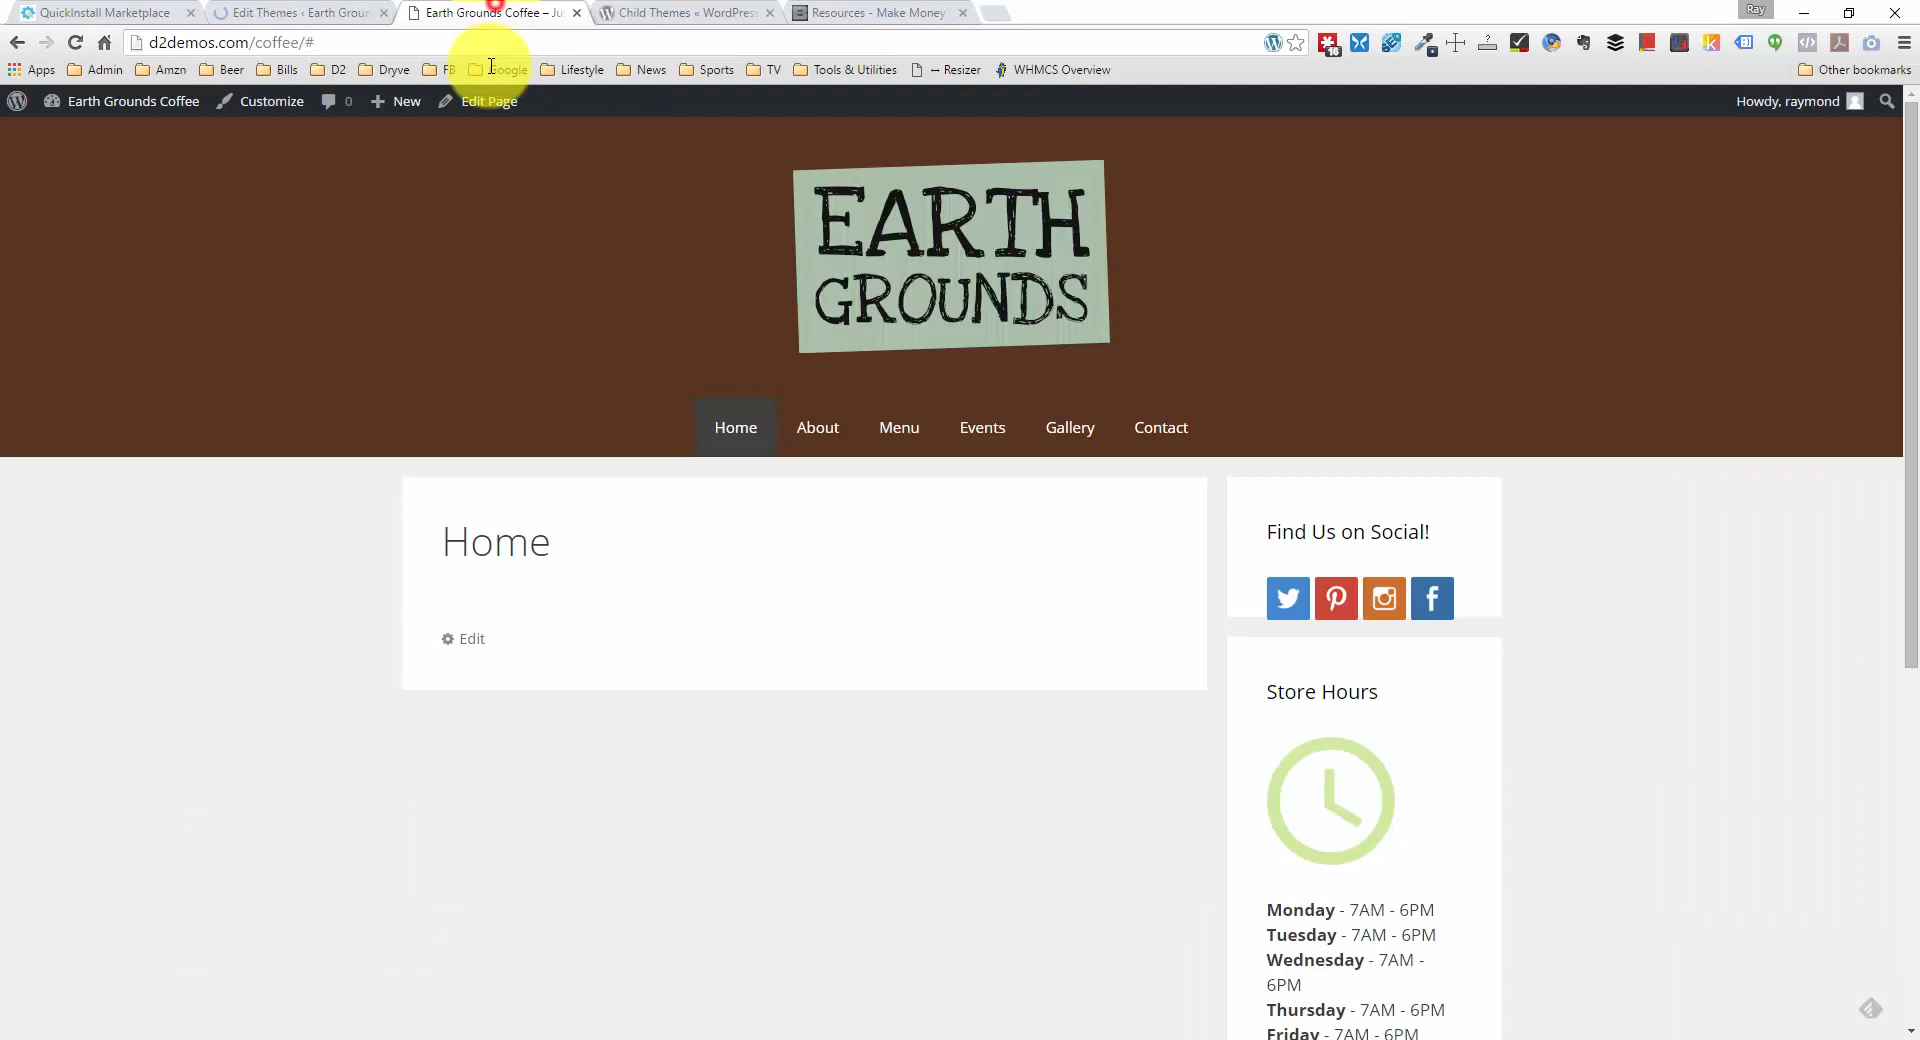 QuickInstall Marketplace
Edit Themes ‹ Earth Groun
Earth Grounds Coffee – Ju
Child Themes « WordPress
Resources - Make Money
Ray
d2demos.com/coffee/#
16
Apps Admin Amzn Beer Bills D2 Dryve FB Google Lifestyle News Sports TV Tools & Utilities ↔ Resizer WHMCS Overview Other bookmarks
Earth Grounds Coffee Customize 0 New Edit Page Howdy, raymond
EARTH
GROUNDS
Home About Menu Events Gallery Contact
Home
Edit
Find Us on Social!
Store Hours
Monday - 7AM - 6PM
Tuesday - 7AM - 6PM
Wednesday - 7AM -
6PM
Thursday - 7AM - 6PM
Friday - 7AM - 6PM